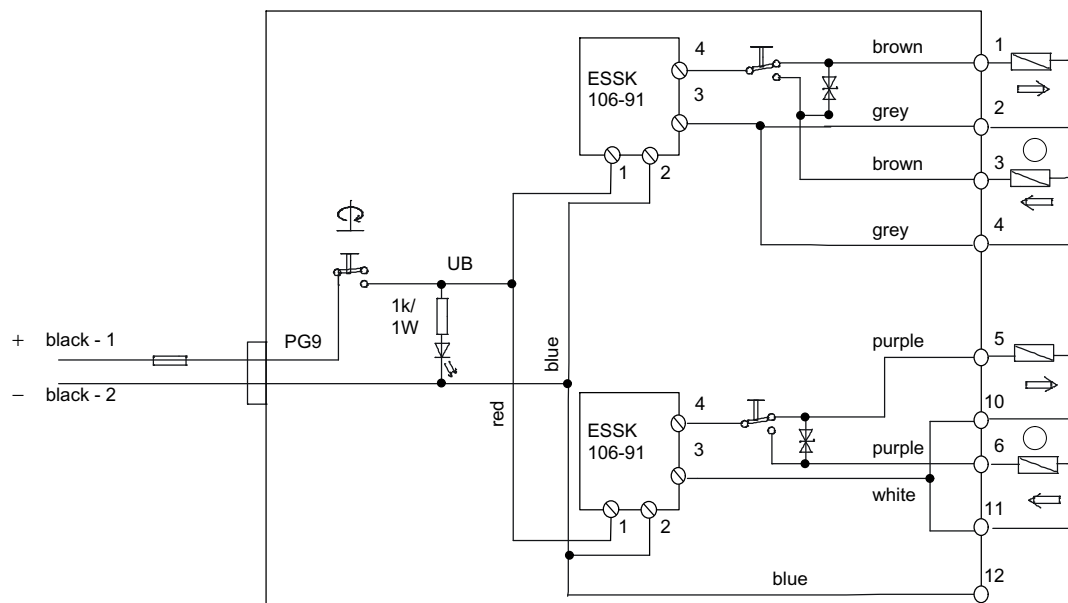 4
brown
1
ESSK
106-91
3
grey
2
brown
3
1
2
grey
4
UB
1k/
1W
PG9
+ black - 1
− black - 2
blue
red
purple
5
4
10
ESSK
106-91
3
purple
6
white
11
1
2
blue
12